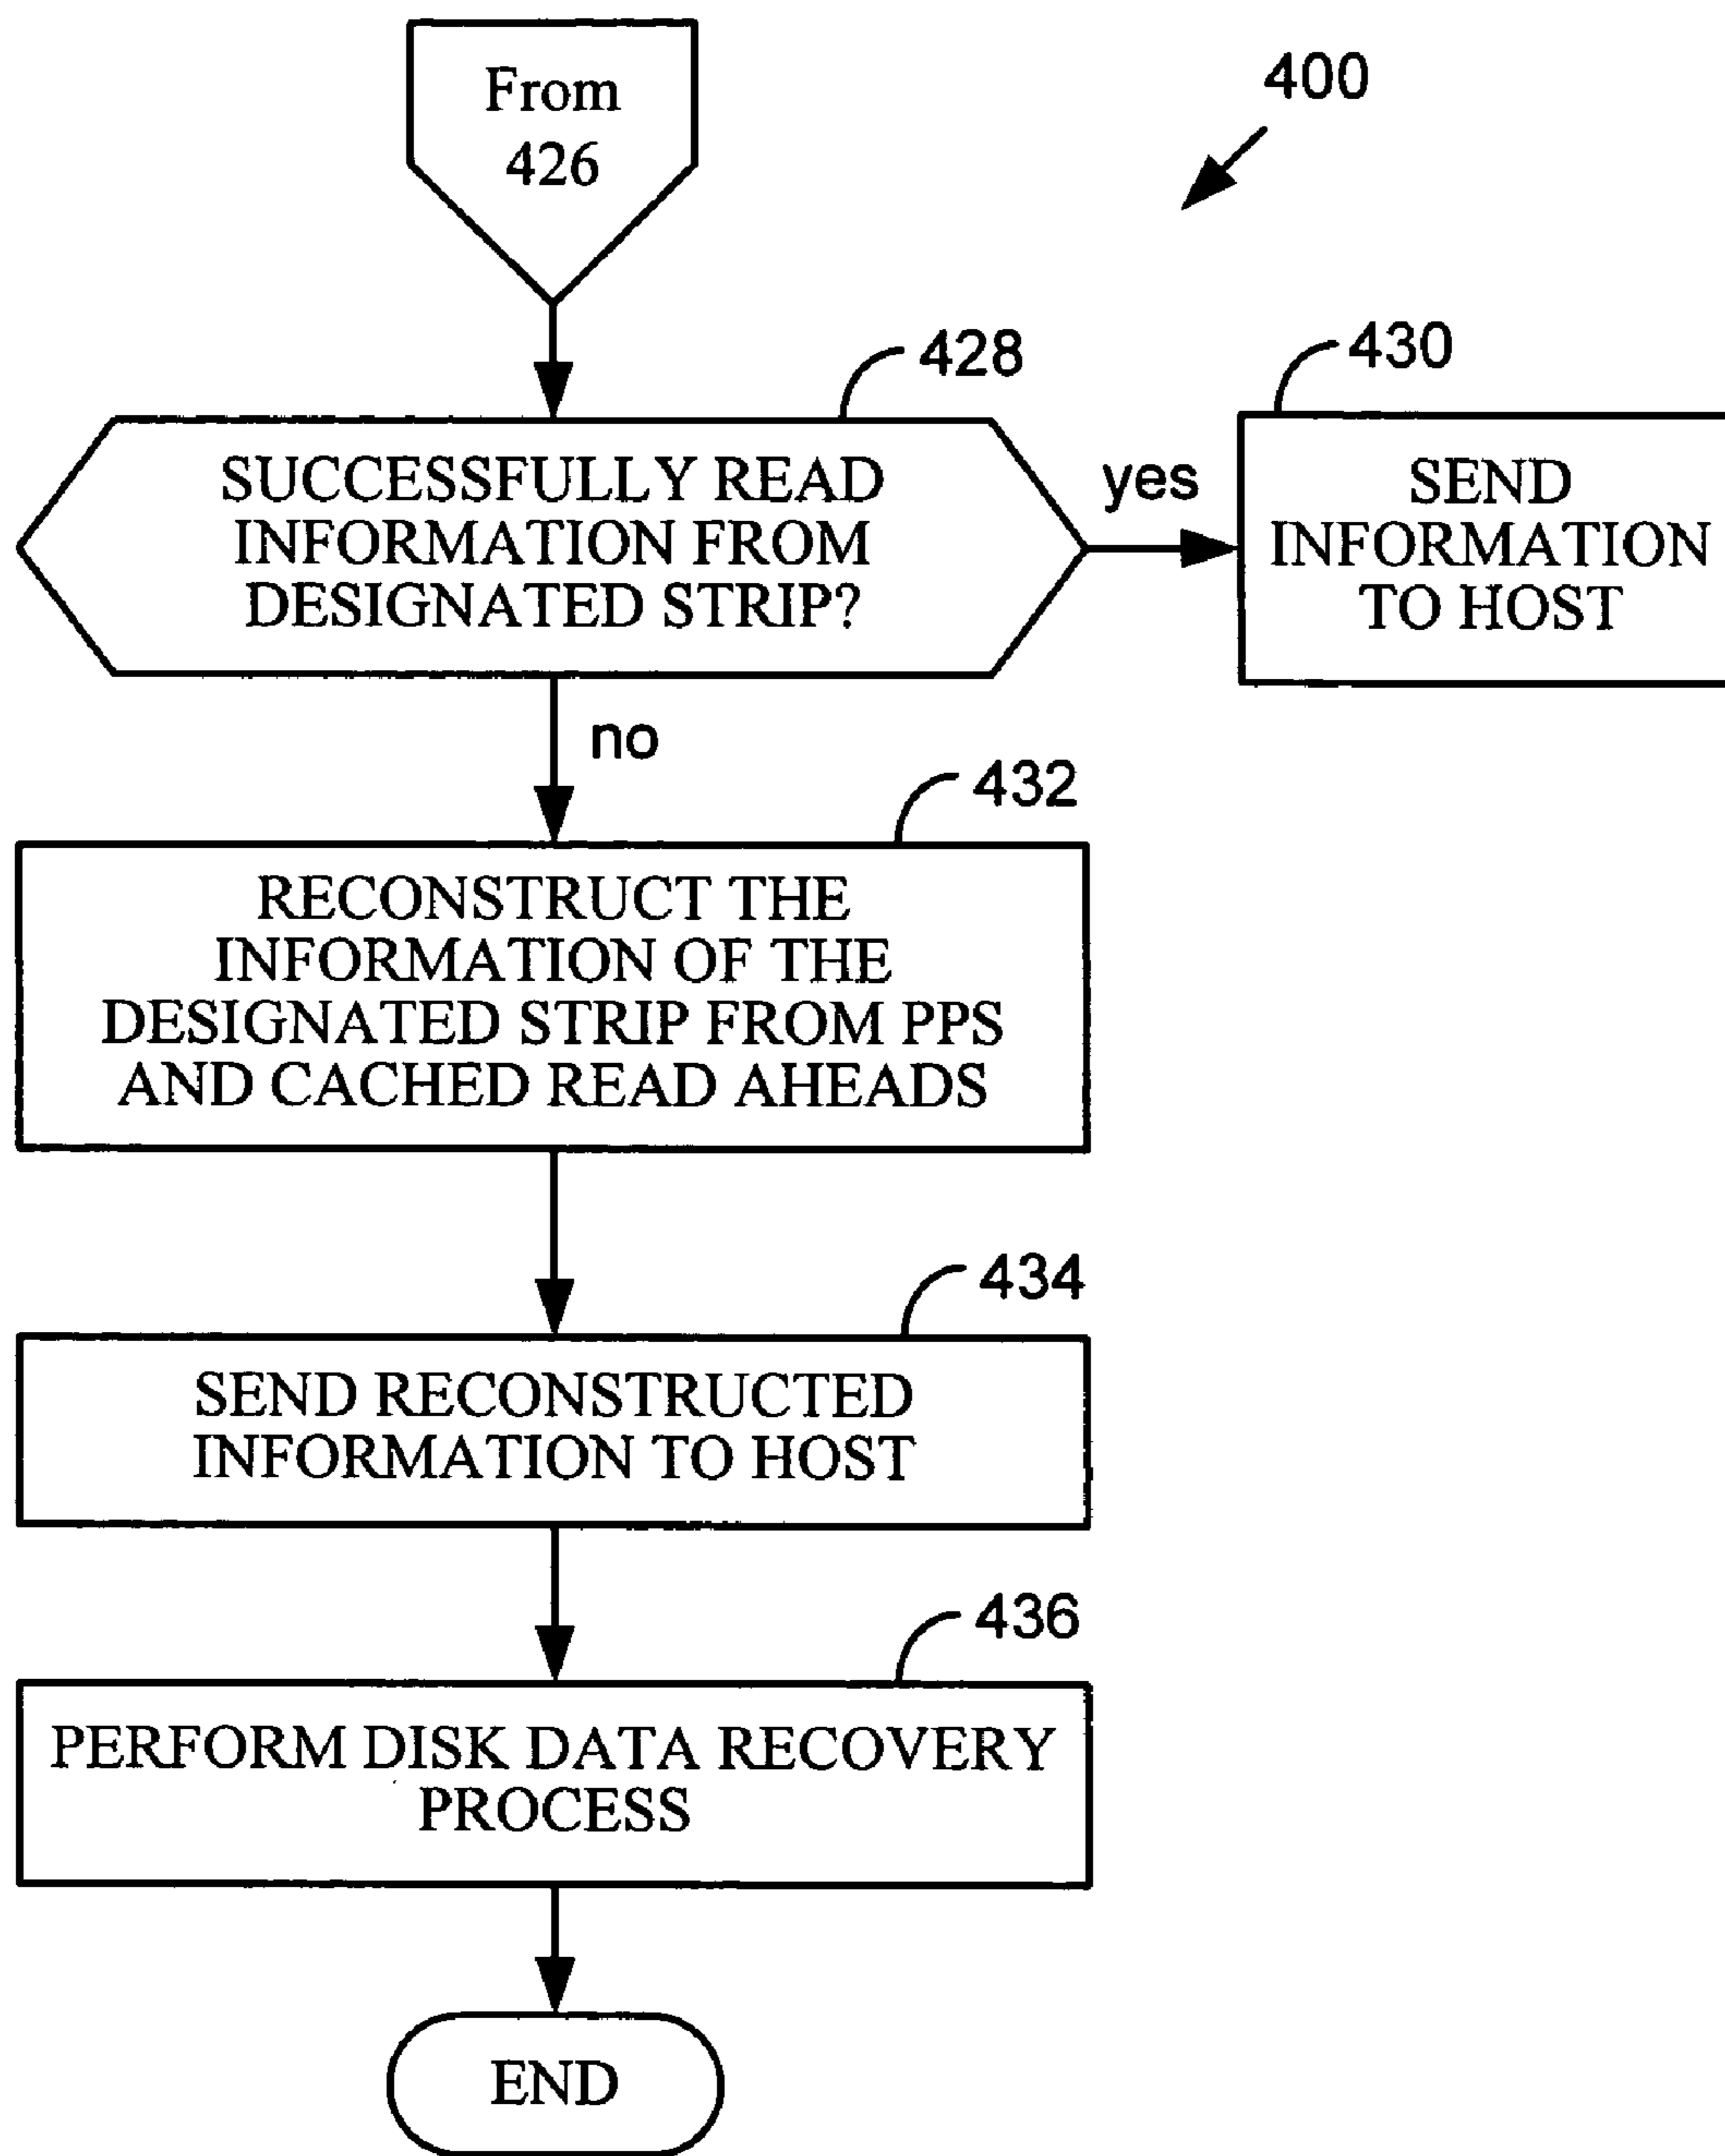 From
426
400
428
SUCCESSFULLY READ
INFORMATION FROM
DESIGNATED STRIP?
yes
430
SEND
INFORMATION
TO HOST
no
432
RECONSTRUCT THE
INFORMATION OF THE
DESIGNATED STRIP FROM PPS
AND CACHED READ AHEADS
434
SEND RECONSTRUCTED
INFORMATION TO HOST
436
PERFORM DISK DATA RECOVERY
PROCESS
END